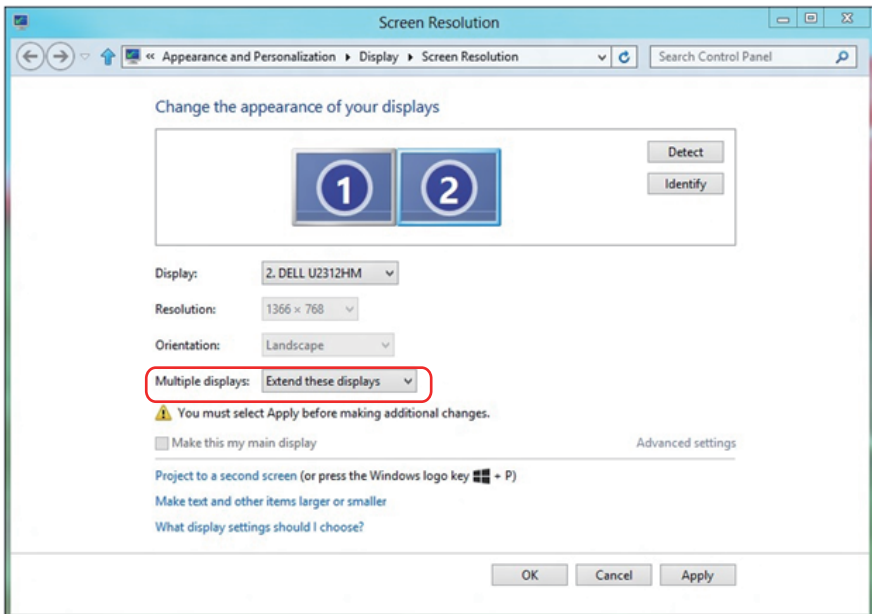 Screen Resolution
« Appearance and Personalization ▸ Display ▸ Screen Resolution
Search Control Panel
Change the appearance of your displays
1 2
Detect
Identify
Display: 2. DELL U2312HM
Resolution: 1366 × 768
Orientation: Landscape
Multiple displays: Extend these displays
You must select Apply before making additional changes.
Make this my main display
Advanced settings
Project to a second screen (or press the Windows logo key + P)
Make text and other items larger or smaller
What display settings should I choose?
OK Cancel Apply